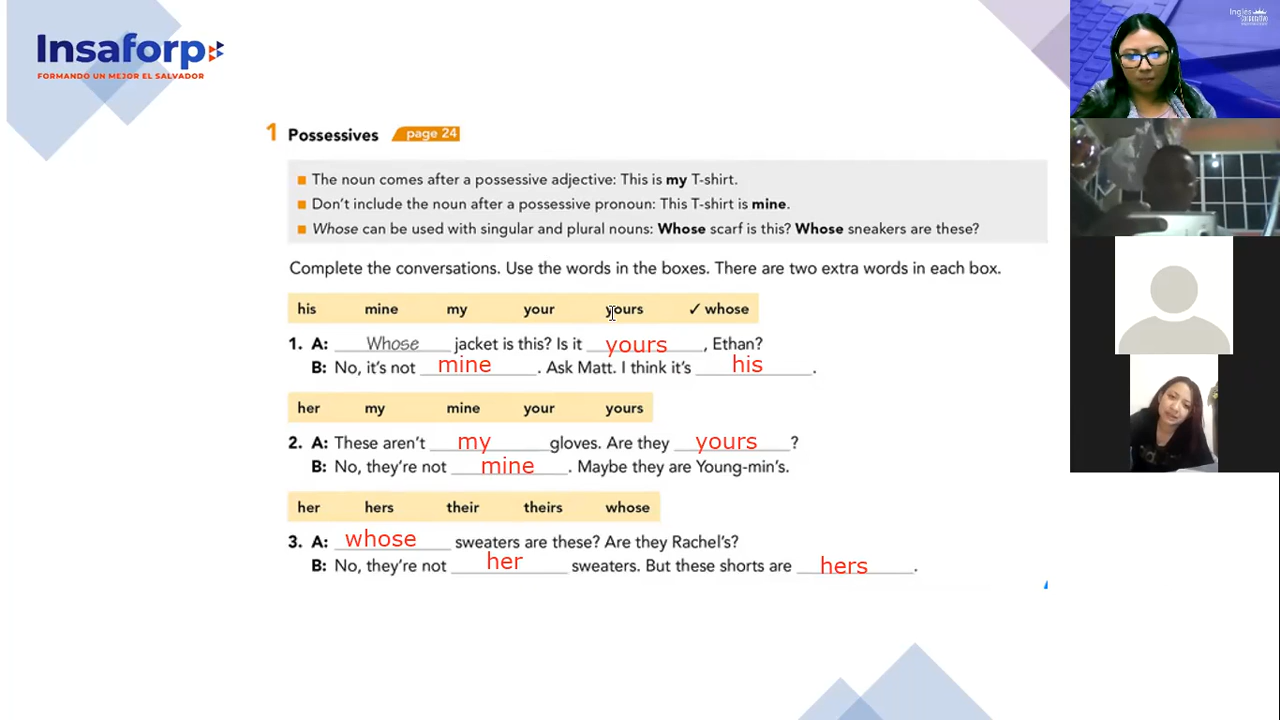 Insaforp
FORMANDO UN MEJOR EL SALVADOR
1 Possessives page 24
The noun comes after a possessive adjective: This is my T-shirt.
Don't include the noun after a possessive pronoun: This T-shirt is mine.
Whose can be used with singular and plural nouns: Whose scarf is this? Whose sneakers are these?
Complete the conversations. Use the words in the boxes. There are two extra words in each box.
his mine my your yours ✓ whose
1. A: Whose jacket is this? Is it yours, Ethan?
B: No, it's not mine. Ask Matt. I think it's his.
her my mine your yours
2. A: These aren't my gloves. Are they yours?
B: No, they're not mine. Maybe they are Young-min's.
her hers their theirs whose
3. A: whose sweaters are these? Are they Rachel's?
B: No, they're not her sweaters. But these shorts are hers.
Inglés